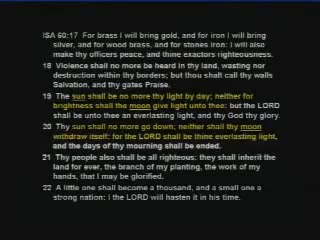 ISA 60:17 For brass I will bring gold, and for iron I will bring
silver, and for wood brass, and for stones iron: I will also
make thy officers peace, and thine exactors righteousness.
18 Violence shall no more be heard in thy land, wasting nor
destruction within thy borders; but thou shalt call thy walls
Salvation, and thy gates Praise.
19 The sun shall be no more thy light by day; neither for
brightness shall the moon give light unto thee: but the LORD
shall be unto thee an everlasting light, and thy God thy glory.
20 Thy sun shall no more go down; neither shall thy moon
withdraw itself: for the LORD shall be thine everlasting light,
and the days of thy mourning shall be ended.
21 Thy people also shall be all righteous: they shall inherit the
land for ever, the branch of my planting, the work of my
hands, that I may be glorified.
22 A little one shall become a thousand, and a small one a
strong nation: I the LORD will hasten it in his time.